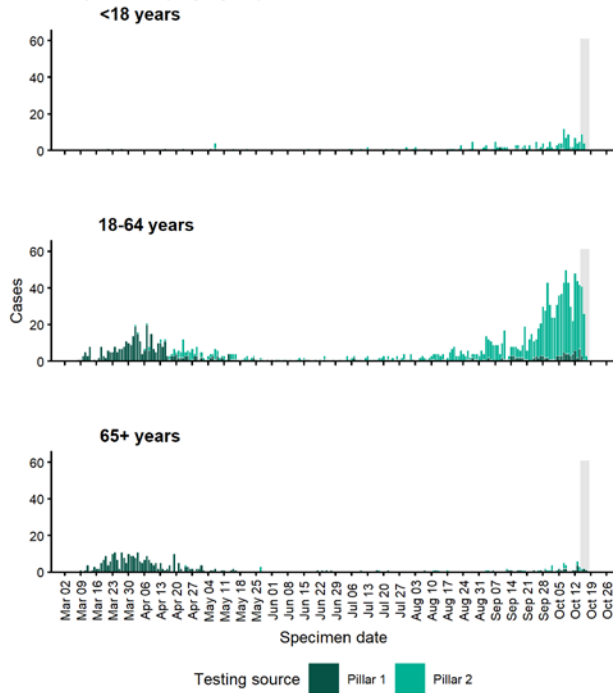 <18 years
60
40
20
0
18-64 years
60
40
20
0
Cases
65+ years
60
40
20
0
Mar 02
Mar 09
Mar 16
Mar 23
Mar 30
Apr 06
Apr 13
Apr 20
Apr 27
May 04
May 11
May 18
May 25
Jun 01
Jun 08
Jun 15
Jun 22
Jun 29
Jul 06
Jul 13
Jul 20
Jul 27
Aug 03
Aug 10
Aug 17
Aug 24
Aug 31
Sep 07
Sep 14
Sep 21
Sep 28
Oct 05
Oct 12
Oct 19
Oct 26
Specimen date
Testing source Pillar 1 Pillar 2